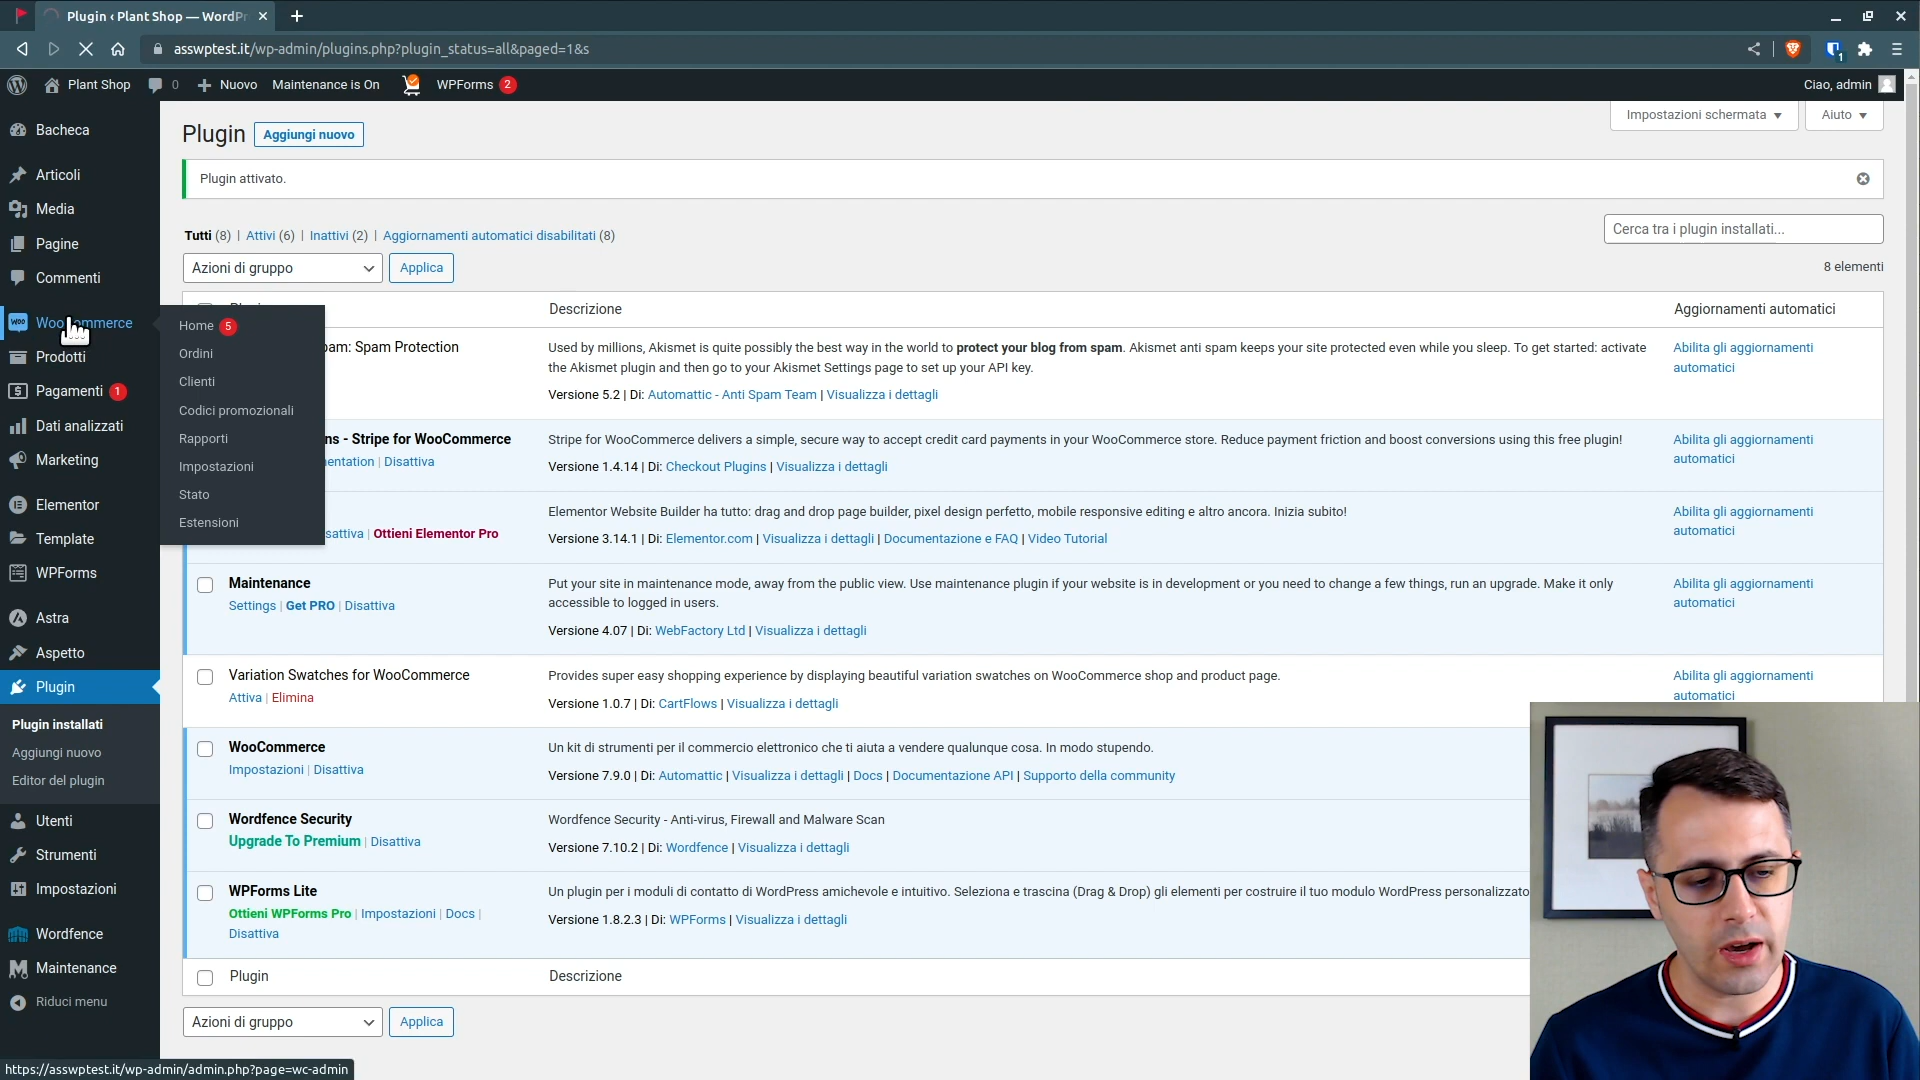 Plugin ‹ Plant Shop — WordPr
asswptest.it/wp-admin/plugins.php?plugin_status=all&paged=1&s
1
Plant Shop
0
Nuovo
Maintenance is On
WPForms 2
Ciao, admin
Bacheca
Articoli
Media
Pagine
Commenti
WooCommerce
Prodotti
Pagamenti 1
Dati analizzati
Marketing
Elementor
Template
WPForms
Astra
Aspetto
Plugin
Plugin installati
Aggiungi nuovo
Editor del plugin
Utenti
Strumenti
Impostazioni
Wordfence
Maintenance
Riduci menu
Home 5
Ordini
Clienti
Codici promozionali
Rapporti
Impostazioni
Stato
Estensioni
Plugin Aggiungi nuovo
Impostazioni schermata
Aiuto
Plugin attivato.
Tutti (8) | Attivi (6) | Inattivi (2) | Aggiornamenti automatici disabilitati (8)
Cerca tra i plugin installati...
Azioni di gruppo
Applica
8 elementi
Descrizione
Aggiornamenti automatici
pam: Spam Protection
Used by millions, Akismet is quite possibly the best way in the world to protect your blog from spam. Akismet anti spam keeps your site protected even while you sleep. To get started: activate
the Akismet plugin and then go to your Akismet Settings page to set up your API key.
Versione 5.2 | Di: Automattic - Anti Spam Team | Visualizza i dettagli
Abilita gli aggiornamenti
automatici
ns - Stripe for WooCommerce
mentation | Disattiva
Stripe for WooCommerce delivers a simple, secure way to accept credit card payments in your WooCommerce store. Reduce payment friction and boost conversions using this free plugin!
Versione 1.4.14 | Di: Checkout Plugins | Visualizza i dettagli
Abilita gli aggiornamenti
automatici
sattiva | Ottieni Elementor Pro
Elementor Website Builder ha tutto: drag and drop page builder, pixel design perfetto, mobile responsive editing e altro ancora. Inizia subito!
Versione 3.14.1 | Di: Elementor.com | Visualizza i dettagli | Documentazione e FAQ | Video Tutorial
Abilita gli aggiornamenti
automatici
Maintenance
Settings | Get PRO | Disattiva
Put your site in maintenance mode, away from the public view. Use maintenance plugin if your website is in development or you need to change a few things, run an upgrade. Make it only
accessible to logged in users.
Versione 4.07 | Di: WebFactory Ltd | Visualizza i dettagli
Abilita gli aggiornamenti
automatici
Variation Swatches for WooCommerce
Attiva | Elimina
Provides super easy shopping experience by displaying beautiful variation swatches on WooCommerce shop and product page.
Versione 1.0.7 | Di: CartFlows | Visualizza i dettagli
Abilita gli aggiornamenti
automatici
WooCommerce
Impostazioni | Disattiva
Un kit di strumenti per il commercio elettronico che ti aiuta a vendere qualunque cosa. In modo stupendo.
Versione 7.9.0 | Di: Automattic | Visualizza i dettagli | Docs | Documentazione API | Supporto della community
Wordfence Security
Upgrade To Premium | Disattiva
Wordfence Security - Anti-virus, Firewall and Malware Scan
Versione 7.10.2 | Di: Wordfence | Visualizza i dettagli
WPForms Lite
Ottieni WPForms Pro | Impostazioni | Docs |
Disattiva
Un plugin per i moduli di contatto di WordPress amichevole e intuitivo. Seleziona e trascina (Drag & Drop) gli elementi per costruire il tuo modulo WordPress personalizzato
Versione 1.8.2.3 | Di: WPForms | Visualizza i dettagli
Plugin
Descrizione
Azioni di gruppo
Applica
https://asswptest.it/wp-admin/admin.php?page=wc-admin